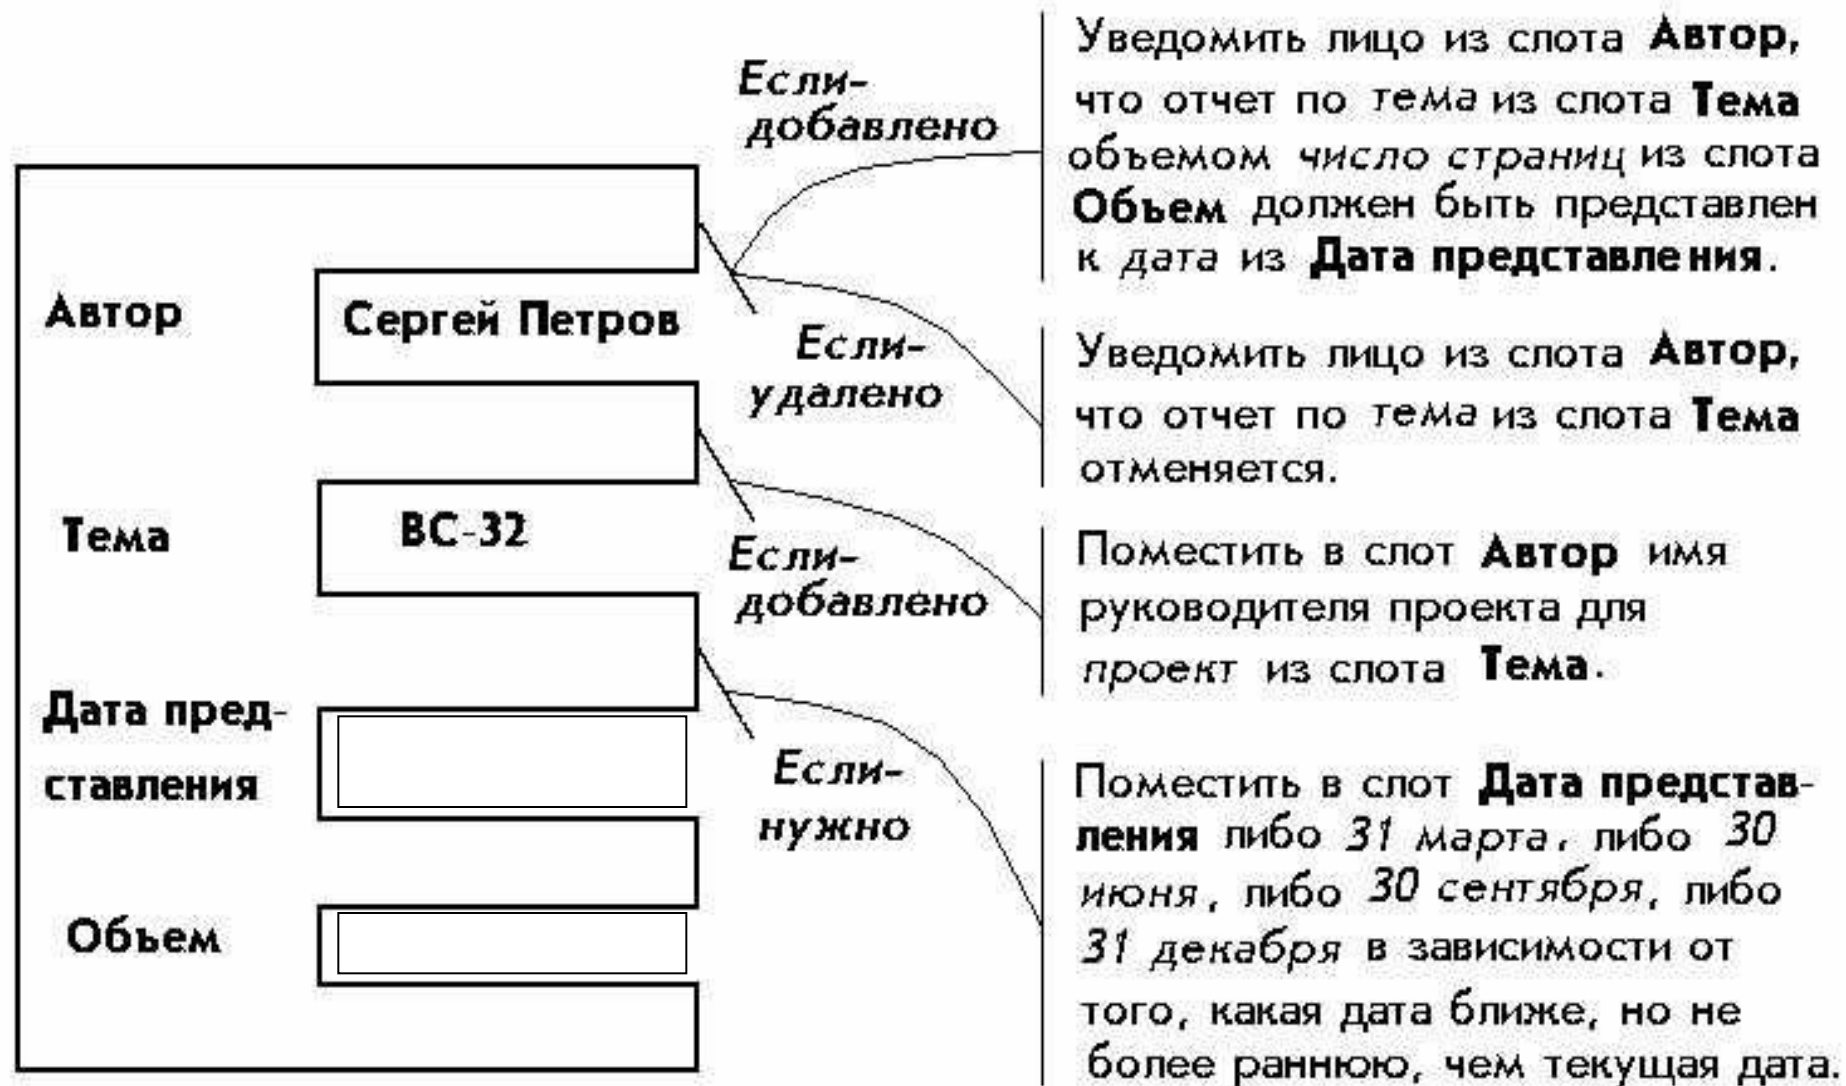 Автор
Сергей Петров
Тема
ВС-32
Дата пред-
ставления
Объем
Если-
добавлено
Если-
удалено
Если-
добавлено
Если-
нужно
Уведомить лицо из слота Автор,
что отчет по тема из слота Тема
объемом число страниц из слота
Объем должен быть представлен
к дата из Дата представления.
Уведомить лицо из слота Автор,
что отчет по тема из слота Тема
отменяется.
Поместить в слот Автор имя
руководителя проекта для
проект из слота Тема.
Поместить в слот Дата представ-
ления либо 31 марта, либо 30
июня, либо 30 сентября, либо
31 декабря в зависимости от
того, какая дата ближе, но не
более раннюю, чем текущая дата.